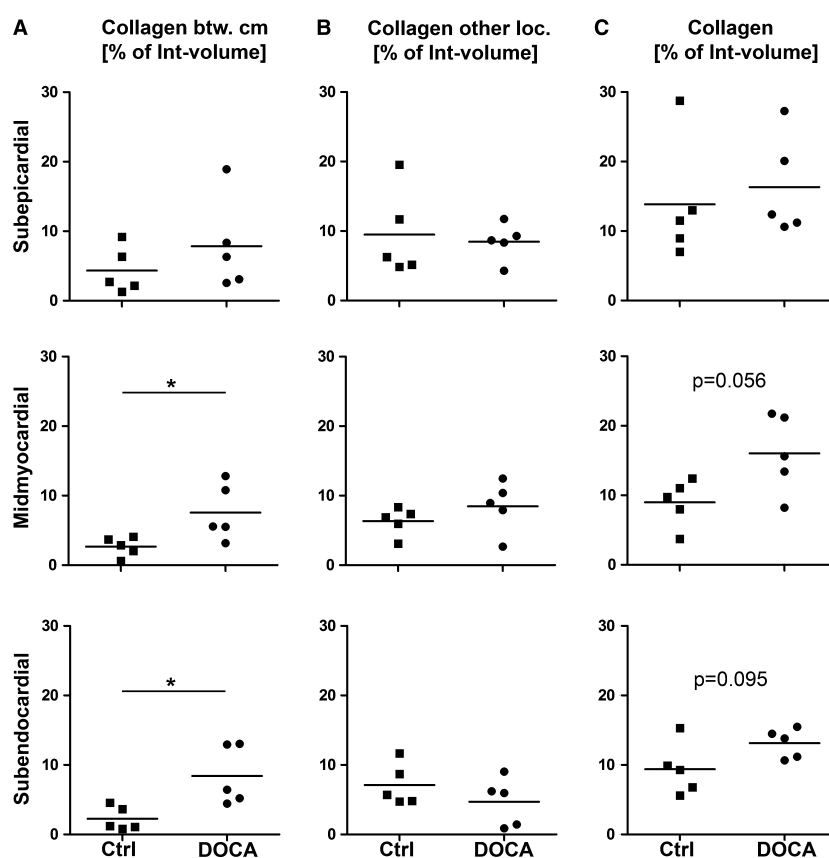 A
Collagen btw. cm
[% of Int-volume]
B
Collagen other loc.
[% of Int-volume]
C
Collagen
[% of Int-volume]
Subepicardial
30
20
10
0
30
20
10
0
30
20
10
0
Midmyocardial
30
20
10
0
*
30
20
10
0
30
20
10
0
p=0.056
Subendocardial
30
20
10
0
*
30
20
10
0
30
20
10
0
p=0.095
Ctrl DOCA
Ctrl DOCA
Ctrl DOCA